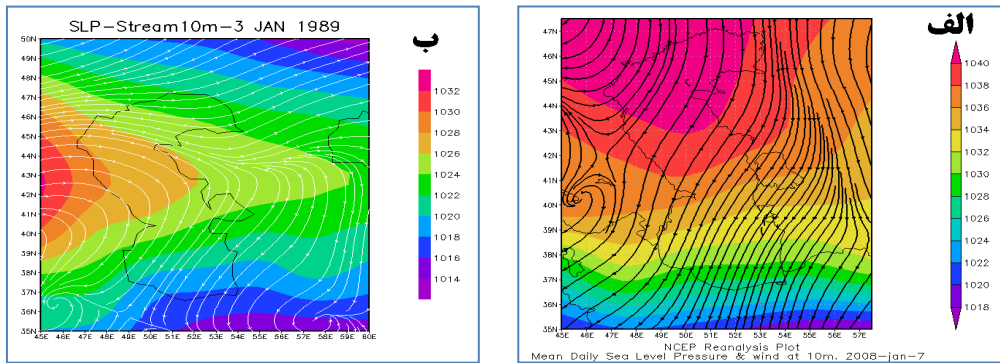 SLP-Stream10m-3 JAN 1989
ب
50N
49N
48N
47N
46N
45N
44N
43N
42N
41N
40N
39N
38N
37N
36N
35N
45E 46E 47E 48E 49E 50E 51E 52E 53E 54E 55E 56E 57E 58E 59E 60E
1032
1030
1028
1026
1024
1022
1020
1018
1016
1014
الف
47N
46N
45N
44N
43N
42N
41N
40N
39N
38N
37N
36N
35N
45E 46E 47E 48E 49E 50E 51E 52E 53E 54E 55E 56E 57E
1040
1038
1036
1034
1032
1030
1028
1026
1024
1022
1020
1018
NCEP Reanalysis Plot
Mean Daily Sea Level Pressure & wind at 10m. 2008-jan-7